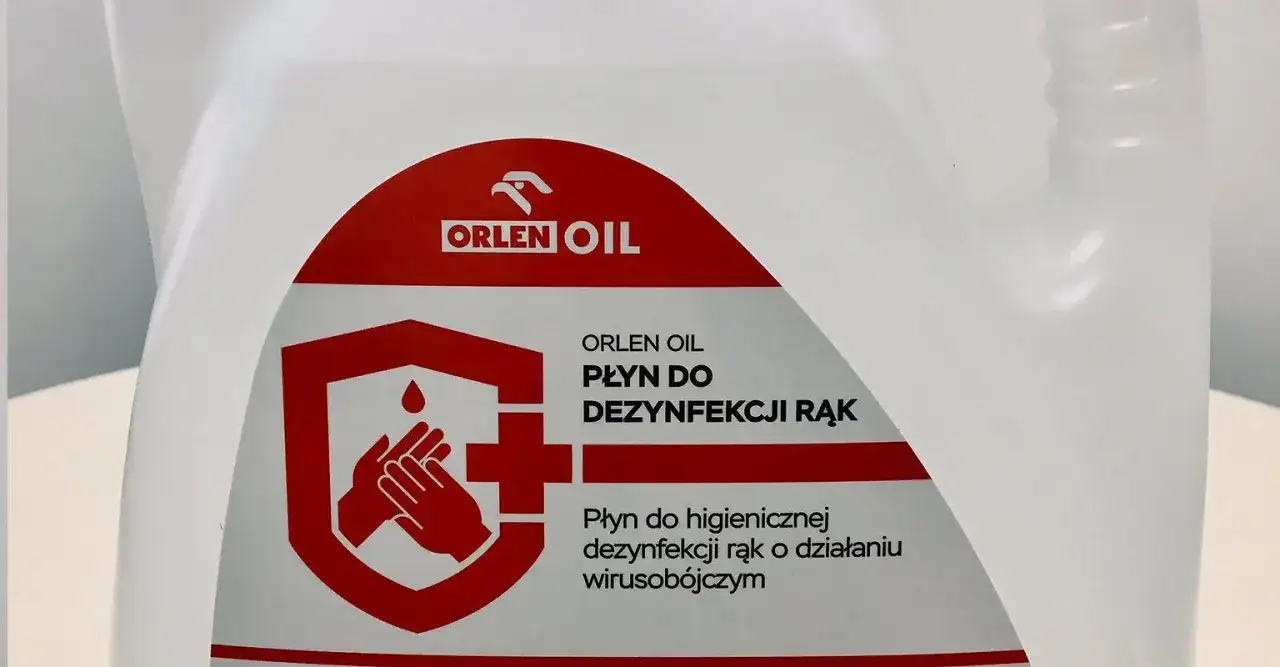 ORLEN OIL
ORLEN OIL
PŁYN DO
DEZYNFEKCJI RĄK
Płyn do higienicznej
dezynfekcji rąk o działaniu
wirusobójczym